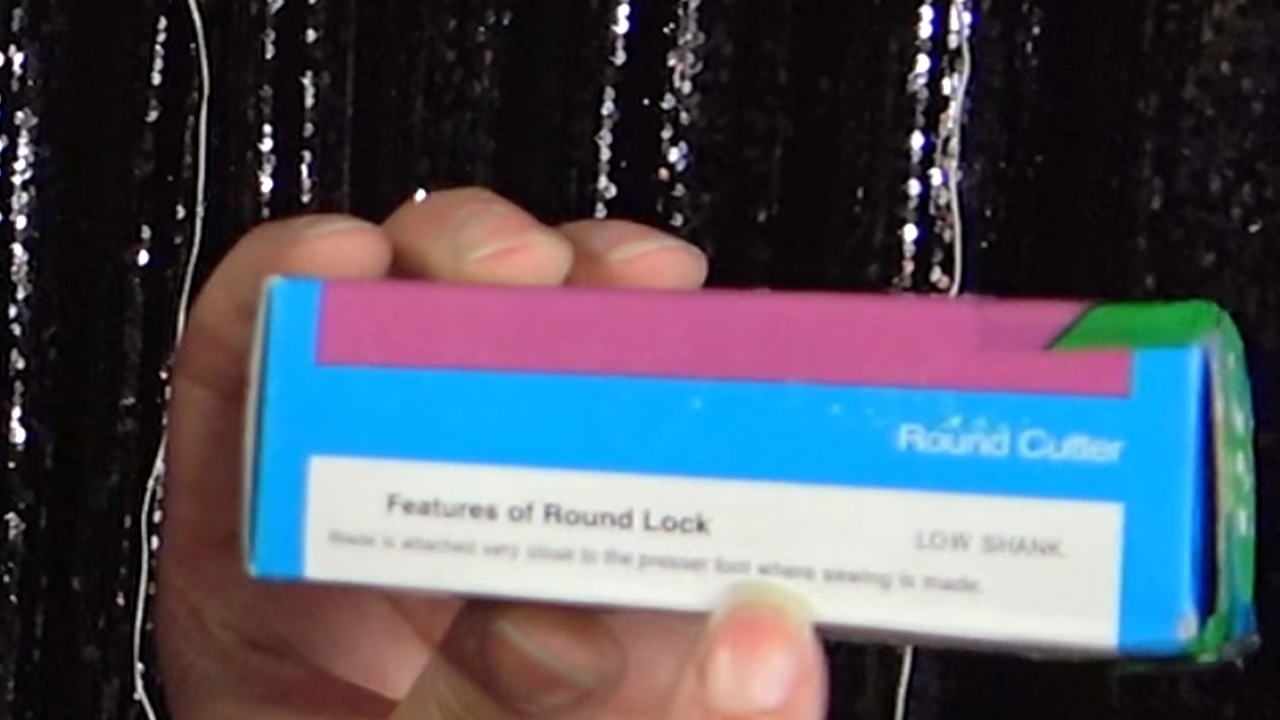 Round Cutter
Features of Round Lock
LOW SHANK.
Blade is attached very close to the presser foot where sewing is made.